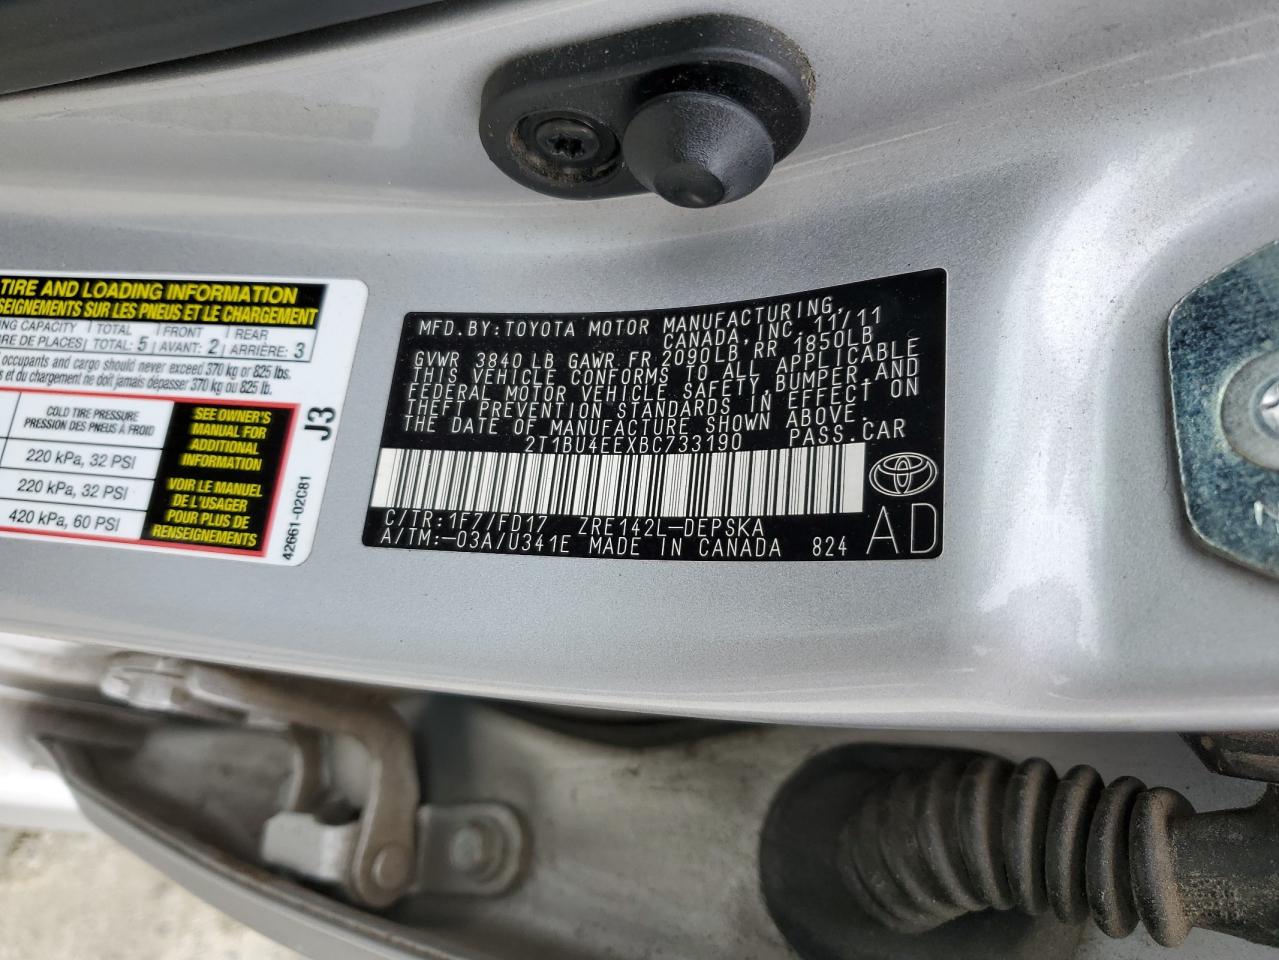 TIRE AND LOADING INFORMATION
SEIGNEMENTS SUR LES PNEUS ET LE CHARGEMENT
CAPACITY TOTAL FRONT REAR
RE DE PLACES TOTAL: 5 AVANT: 2 ARRIÈRE: 3
occupants and cargo should never exceed 370 kg or 825 lbs.
et du chargement ne doit jamais dépasser 370 kg ou 825 lb.
COLD TIRE PRESSURE
PRESSION DES PNEUS À FROID
220 kPa, 32 PSI
220 kPa, 32 PSI
420 kPa, 60 PSI
SEE OWNER'S
MANUAL FOR
ADDITIONAL
INFORMATION
VOIR LE MANUEL
DE L'USAGER
POUR PLUS DE
RENSEIGNEMENTS
J3
42661-02C81
MFD.BY:TOYOTA MOTOR MANUFACTURING
CANADA,INC.11/11
GVWR 3840LB GAWR FR 2090LB RR 1850LB
THIS VEHICLE CONFORMS TO ALL APPLICABLE
FEDERAL MOTOR VEHICLE SAFETY,BUMPER,AND
THEFT PREVENTION STANDARDS IN EFFECT ON
THE DATE OF MANUFACTURE SHOWN ABOVE.
2T1BU4EEXBC733190 PASS.CAR
C/TR:1F7/FD17 ZRE142L-DEPSKA
A/TM:-03A/U341E MADE IN CANADA 824
AD